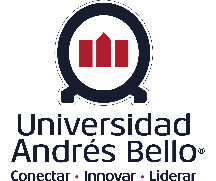 Universidad
Andrés Bello®
Conectar • Innovar • Liderar